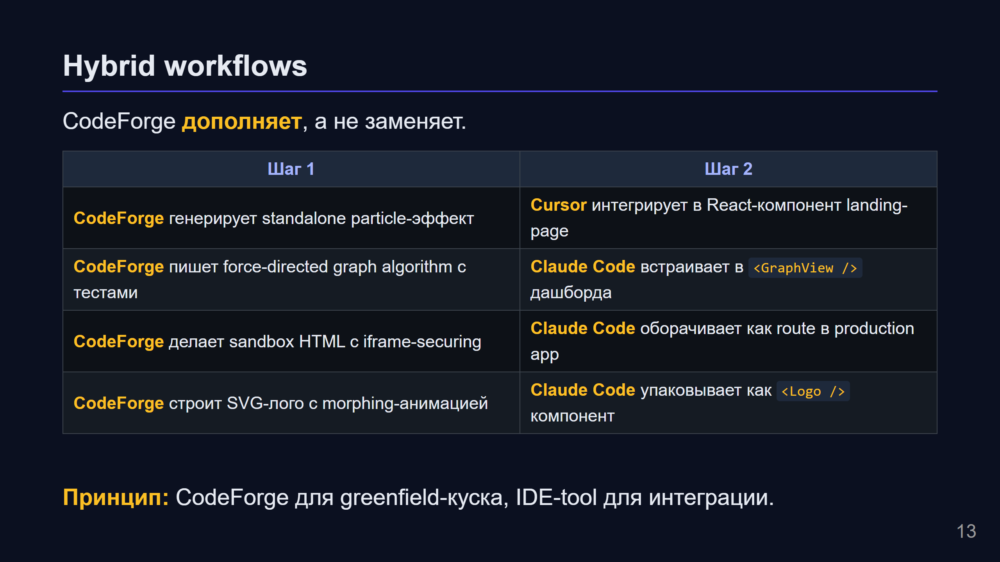 Hybrid workflows
CodeForge дополняет, а не заменяет.
Шаг 1
Шаг 2
CodeForge генерирует standalone particle-эффект
Cursor интегрирует в React-компонент landing-
page
CodeForge пишет force-directed graph algorithm с
тестами
Claude Code встраивает в <GraphView />
дашборда
CodeForge делает sandbox HTML с iframe-securing
Claude Code оборачивает как route в production
app
CodeForge строит SVG-лого с morphing-анимацией
Claude Code упаковывает как <Logo />
компонент
Принцип: CodeForge для greenfield-куска, IDE-tool для интеграции.
13